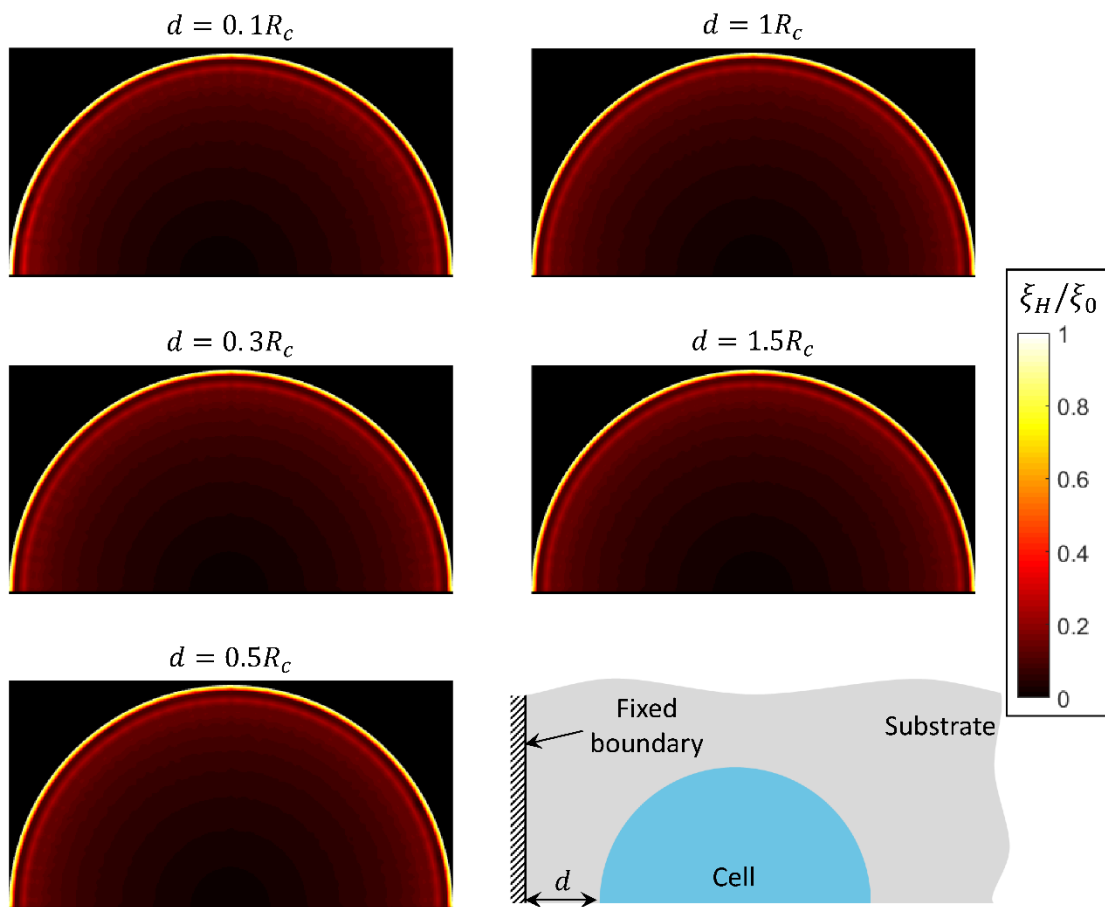 d = 0.1R_c
d = 1R_c
d = 0.3R_c
d = 1.5R_c
d = 0.5R_c
ξ_H/ξ_0
1
0.8
0.6
0.4
0.2
0
Fixed
boundary
Substrate
d
Cell